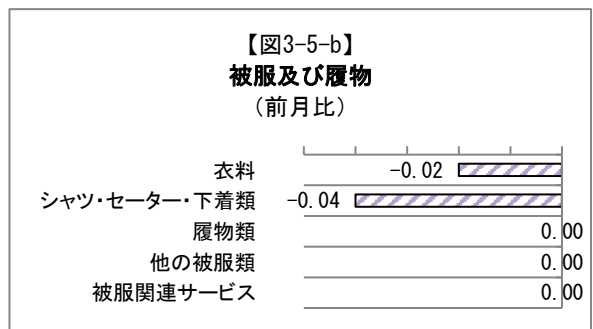 【図3-5-b】
被服及び履物
（前月比）
衣料 -0.02
シャツ・セーター・下着類 -0.04
履物類 0.00
他の被服類 0.00
被服関連サービス 0.00